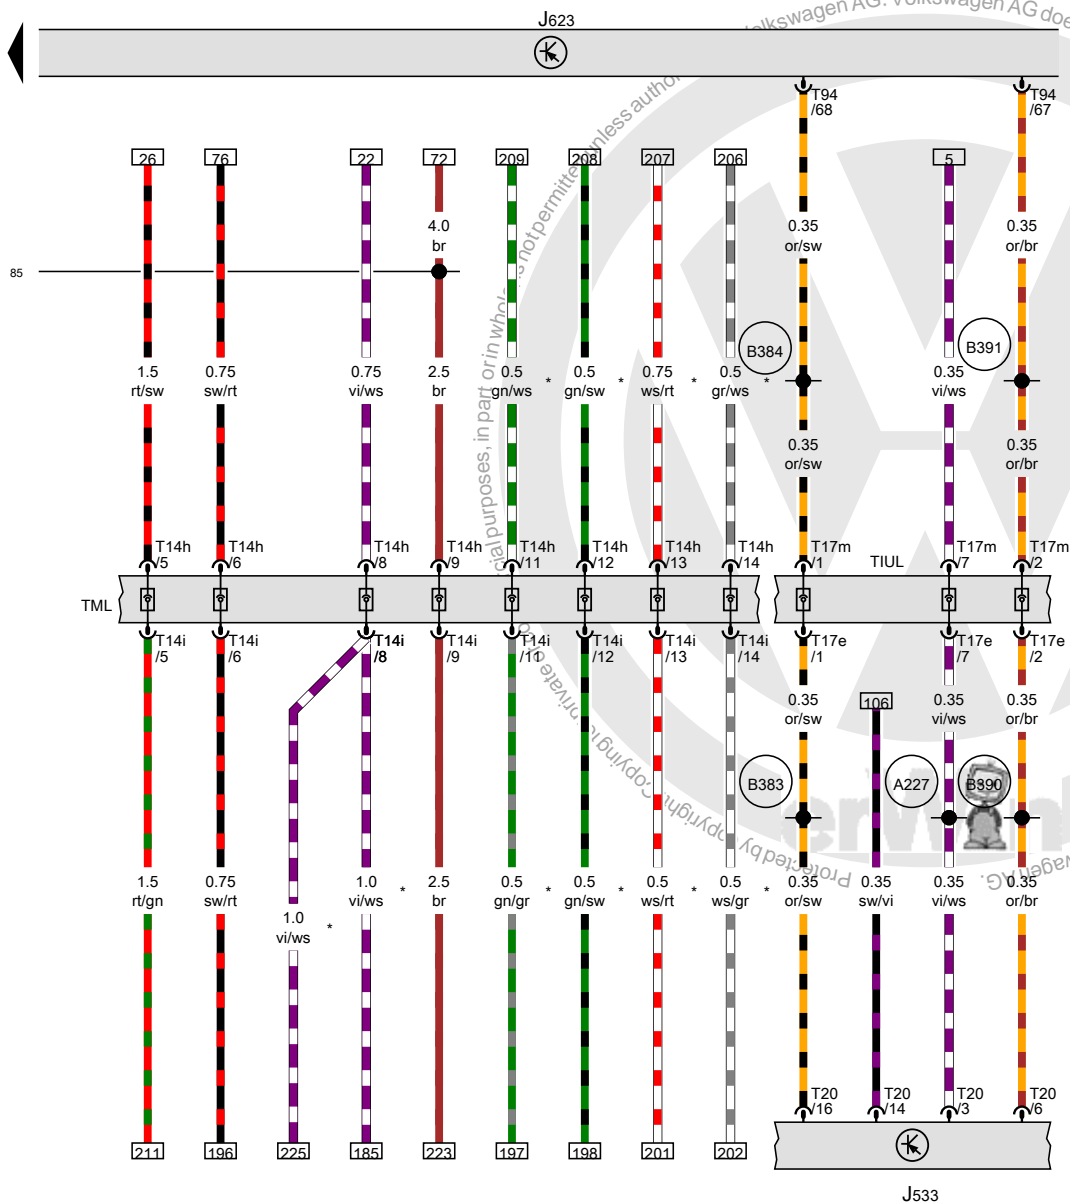 J623
Volkswagen AG. Volkswagen AG doe
T94
/68
T94
/67
26
76
22
72
209
208
207
206
5
4.0
br
0.35
or/sw
0.35
or/br
85
B384
B391
1.5
rt/sw
0.75
sw/rt
0.75
vi/ws
2.5
br
0.5
gn/ws
*
0.5
gn/sw
*
0.75
ws/rt
*
0.5
gr/ws
*
0.35
vi/ws
0.35
or/sw
0.35
or/br
T14h
/5
T14h
/6
T14h
/8
T14h
/9
T14h
/11
T14h
/12
T14h
/13
T14h
/14
T17m
/1
TIUL
T17m
/7
T17m
/2
TML
T14i
/5
T14i
/6
T14i
/8
T14i
/9
T14i
/11
T14i
/12
T14i
/13
T14i
/14
T17e
/1
T17e
/7
T17e
/2
0.35
or/sw
106
0.35
vi/ws
0.35
or/br
B383
A227
B390
1.5
rt/gn
0.75
sw/rt
1.0
vi/ws
*
1.0
vi/ws
*
2.5
br
0.5
gn/gr
*
0.5
gn/sw
*
0.5
ws/rt
*
0.5
ws/gr
*
0.35
or/sw
0.35
sw/vi
0.35
vi/ws
0.35
or/br
T20
/16
T20
/14
T20
/3
T20
/6
211
196
225
185
223
197
198
201
202
J533